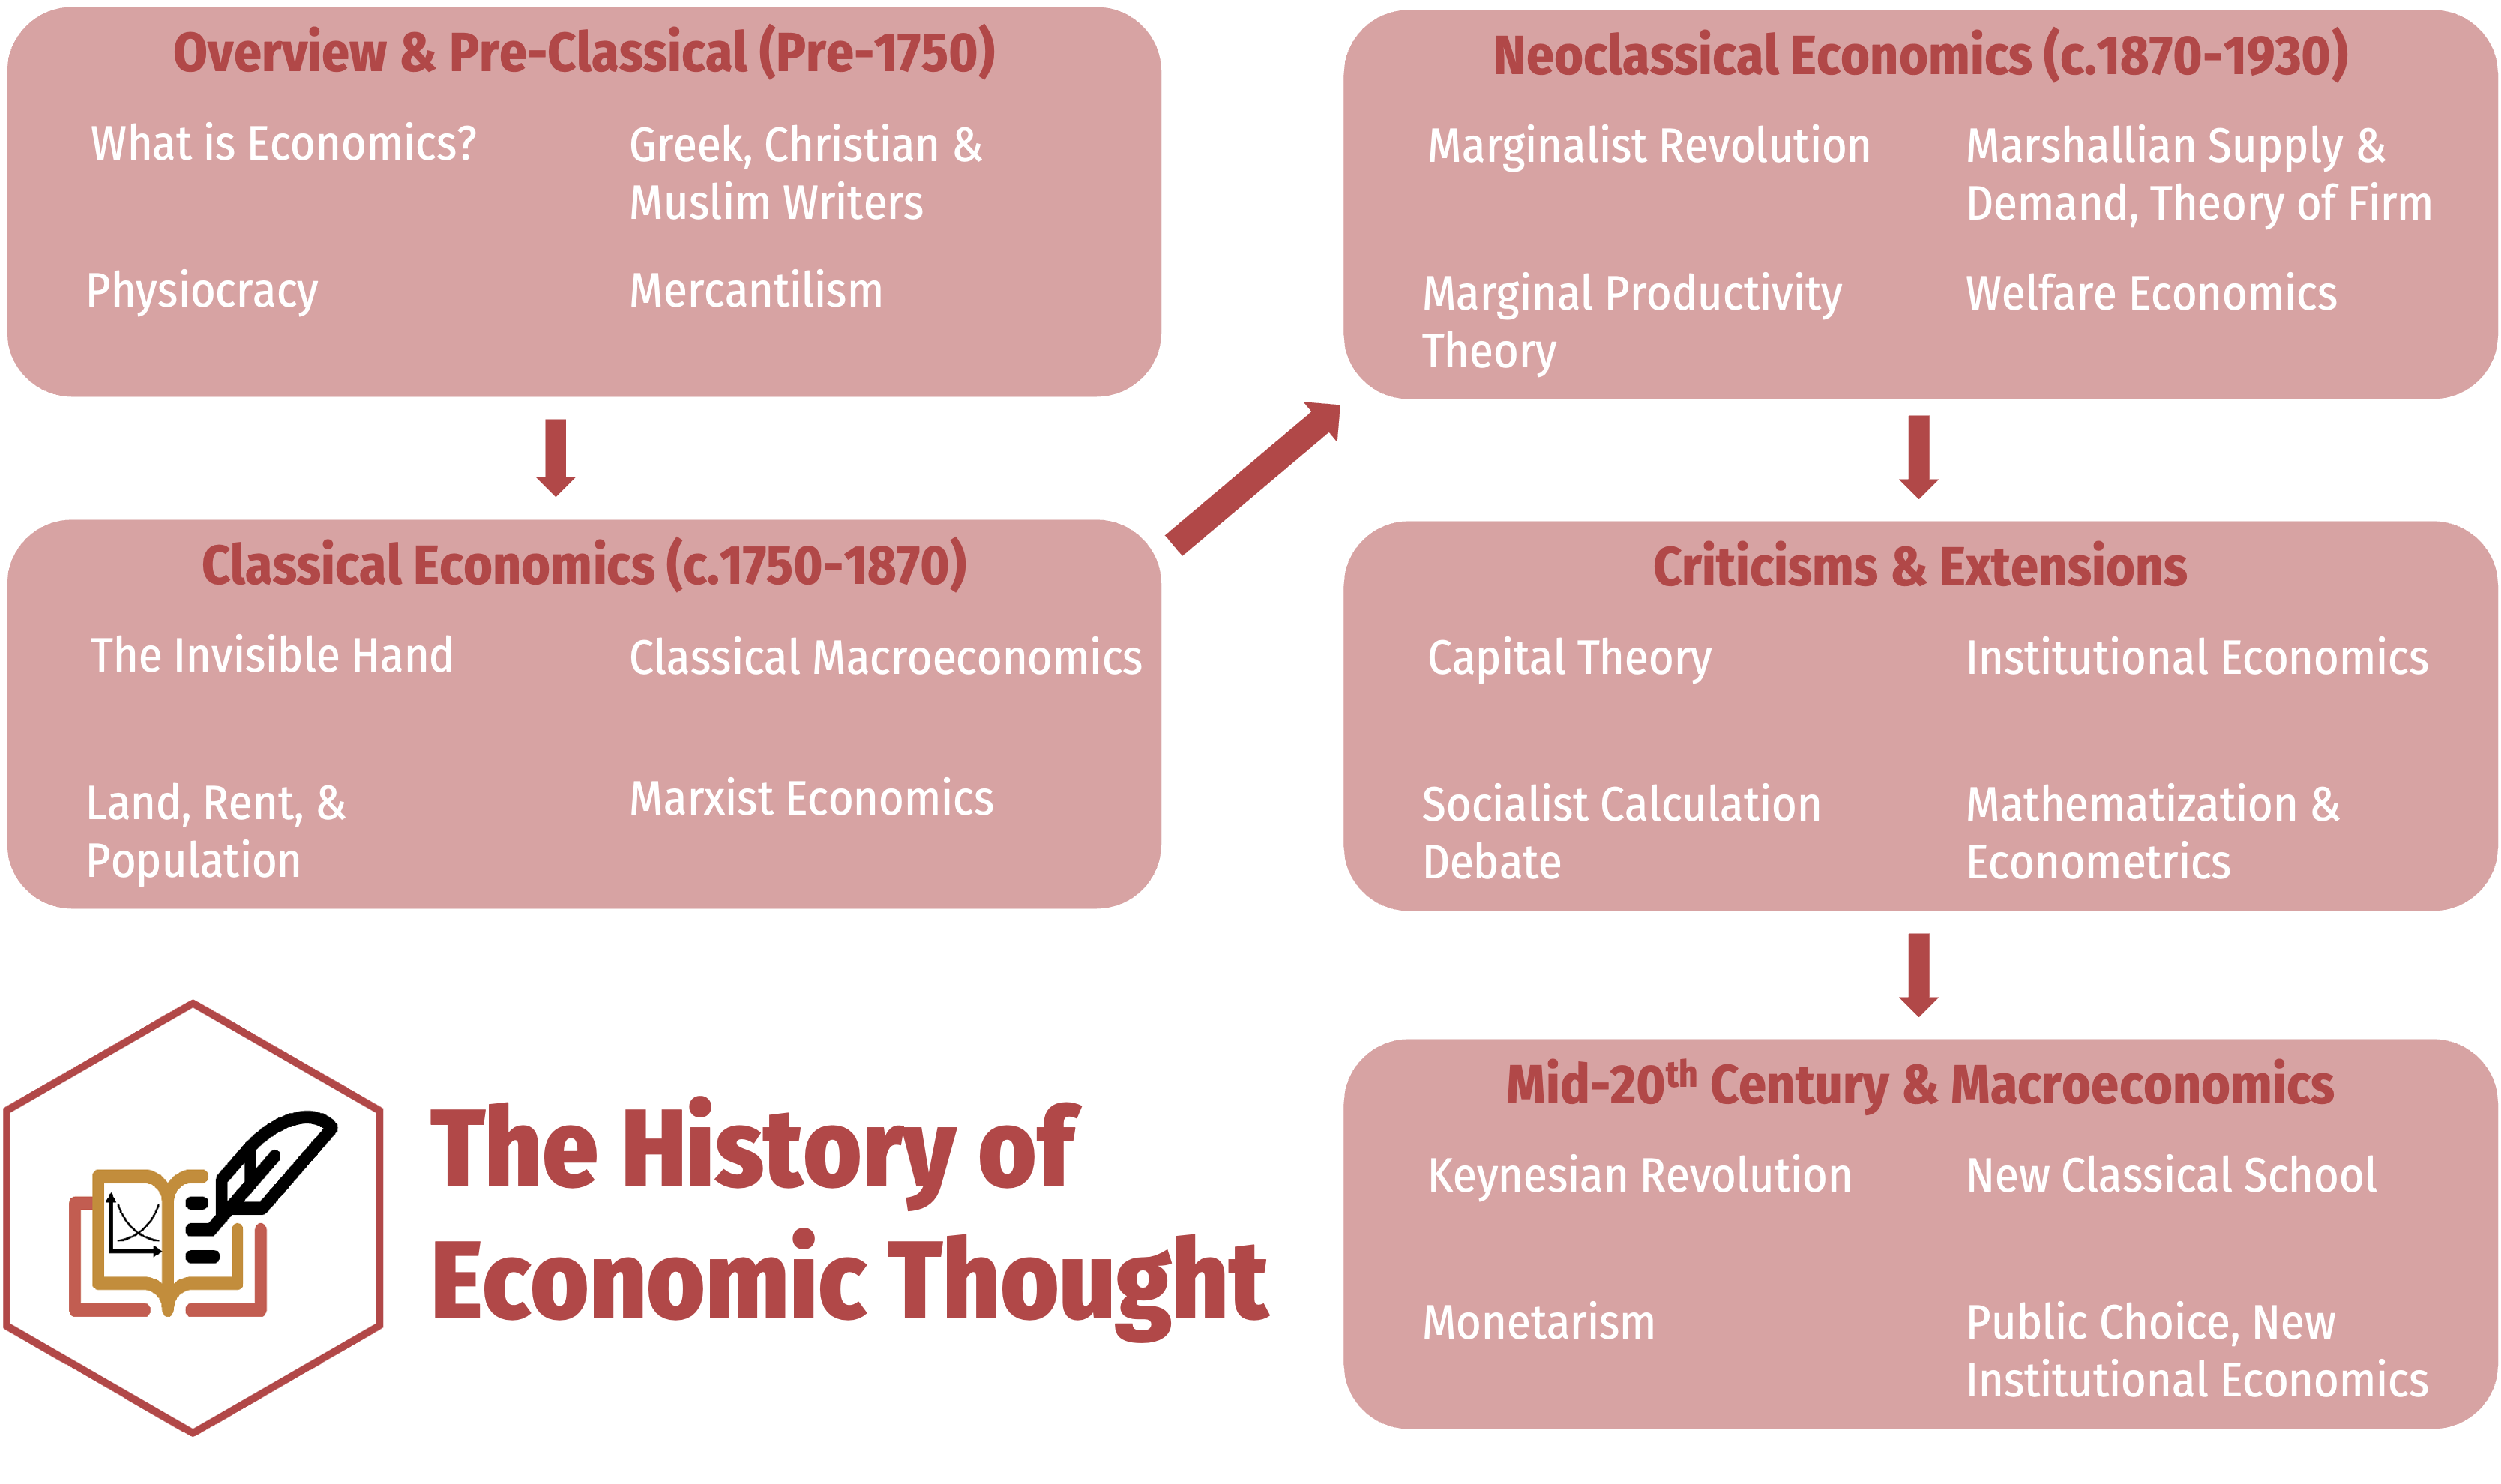 Overview & Pre-Classical (Pre-1750)
What is Economics?
Greek, Christian &
Muslim Writers
Physiocracy
Mercantilism
Classical Economics (c.1750-1870)
The Invisible Hand
Classical Macroeconomics
Land, Rent, &
Population
Marxist Economics
Neoclassical Economics (c.1870-1930)
Marginalist Revolution
Marshallian Supply &
Demand, Theory of Firm
Marginal Productivity
Theory
Welfare Economics
Criticisms & Extensions
Capital Theory
Institutional Economics
Socialist Calculation
Debate
Mathematization &
Econometrics
Mid-20th Century & Macroeconomics
Keynesian Revolution
New Classical School
Monetarism
Public Choice, New
Institutional Economics
The History of
Economic Thought